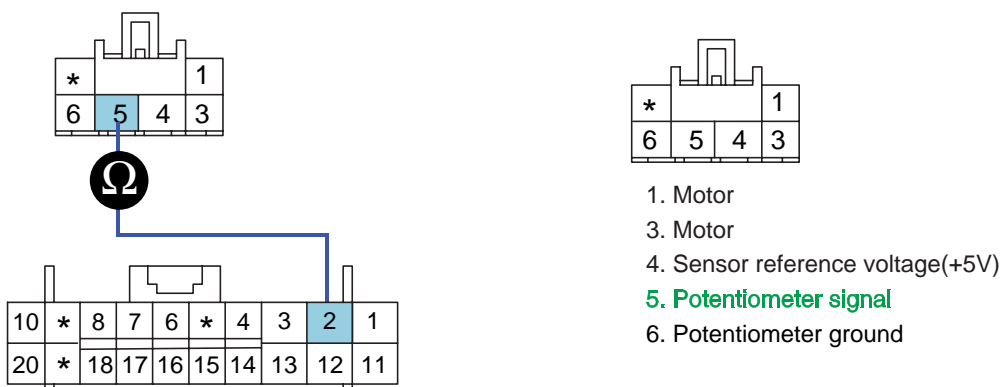 * 1
6 5 4 3
Ω
10 * 8 7 6 * 4 3 2 1
20 * 18 17 16 15 14 13 12 11
* 1
6 5 4 3
1. Motor
3. Motor
4. Sensor reference voltage(+5V)
5. Potentiometer signal
6. Potentiometer ground